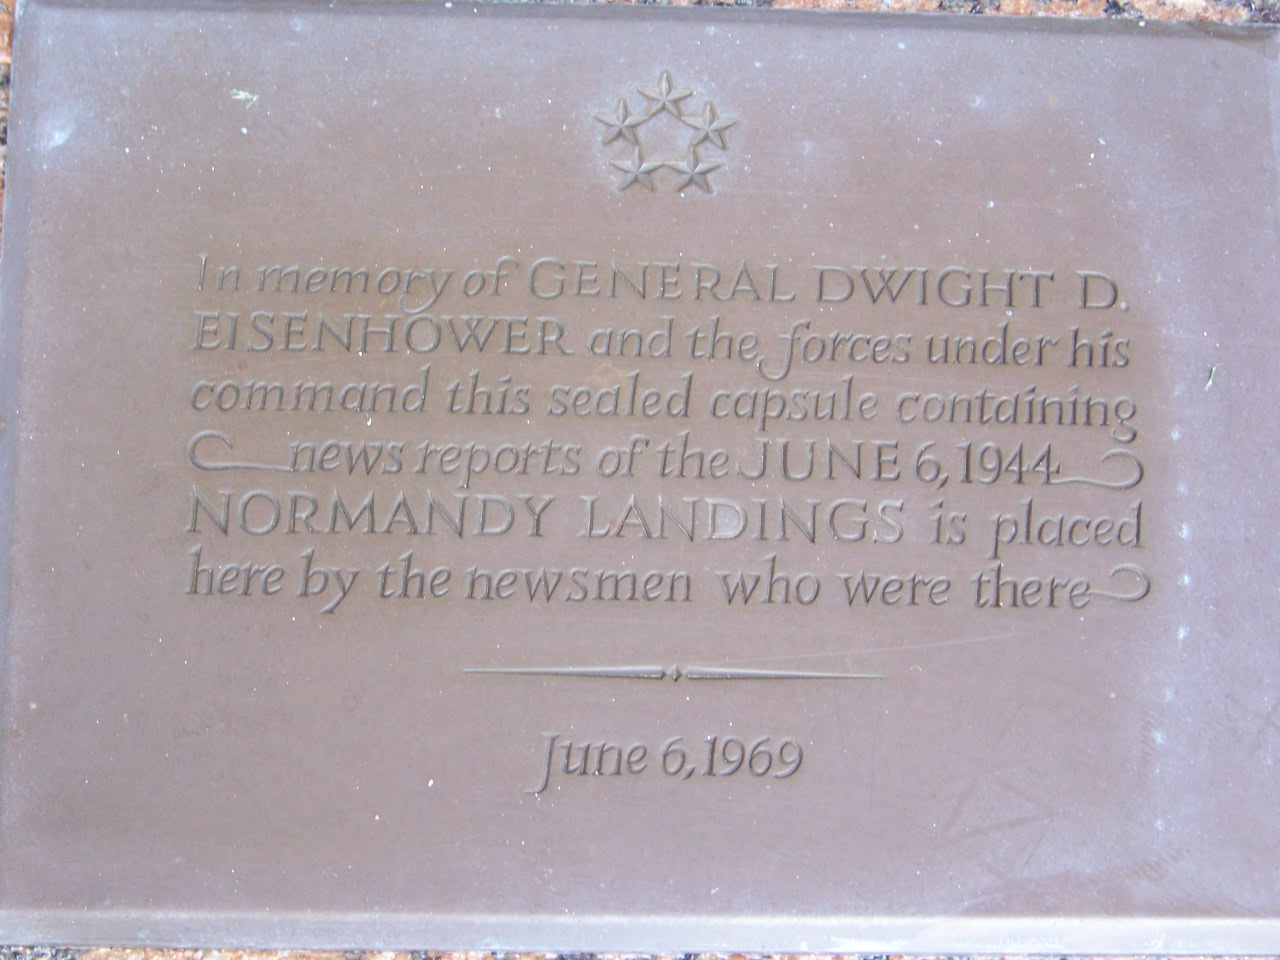 In memory of GENERAL DWIGHT D.
EISENHOWER and the forces under his
command this sealed capsule containing
news reports of the JUNE 6, 1944
NORMANDY LANDINGS is placed
here by the newsmen who were there
June 6, 1969